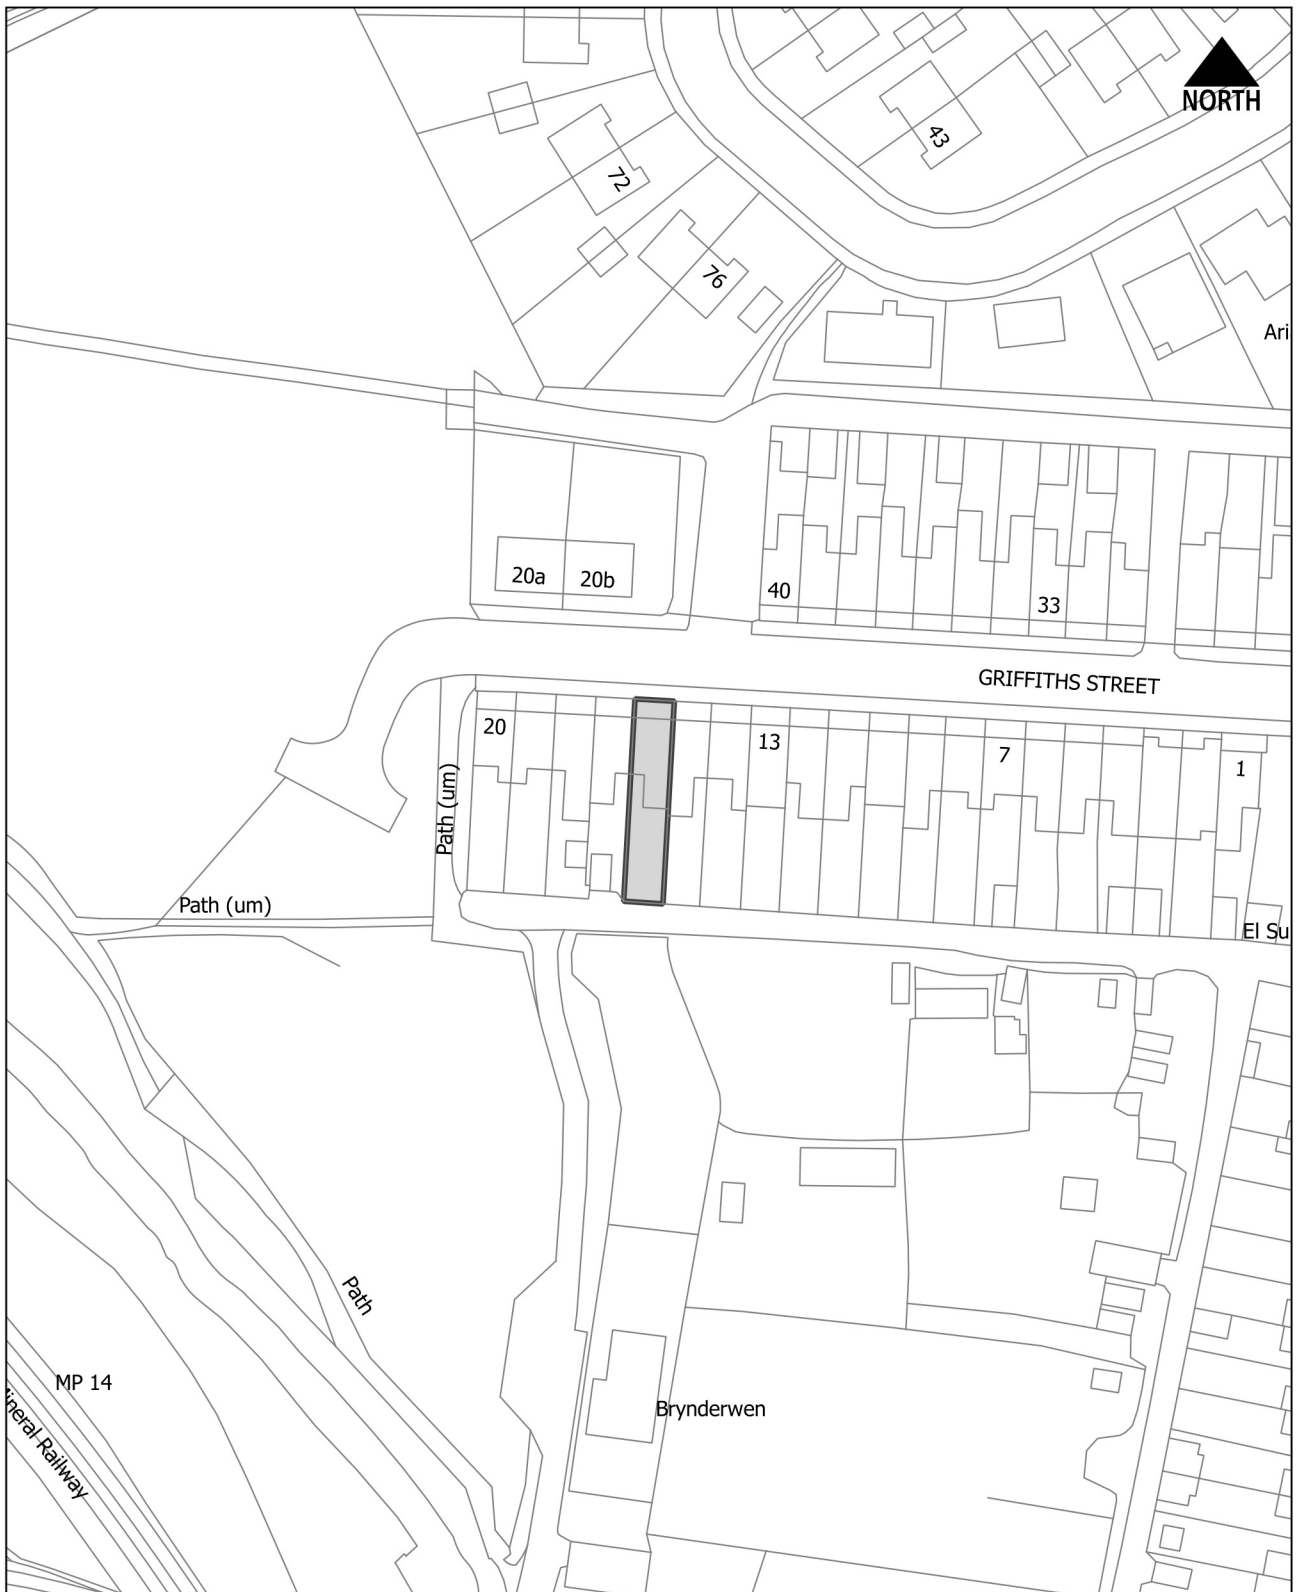 NORTH
43
72
76
Ari
20a
20b
40
33
GRIFFITHS STREET
20
13
7
1
Path (um)
Path (um)
El Su
Path
MP 14
Mineral Railway
Brynderwen